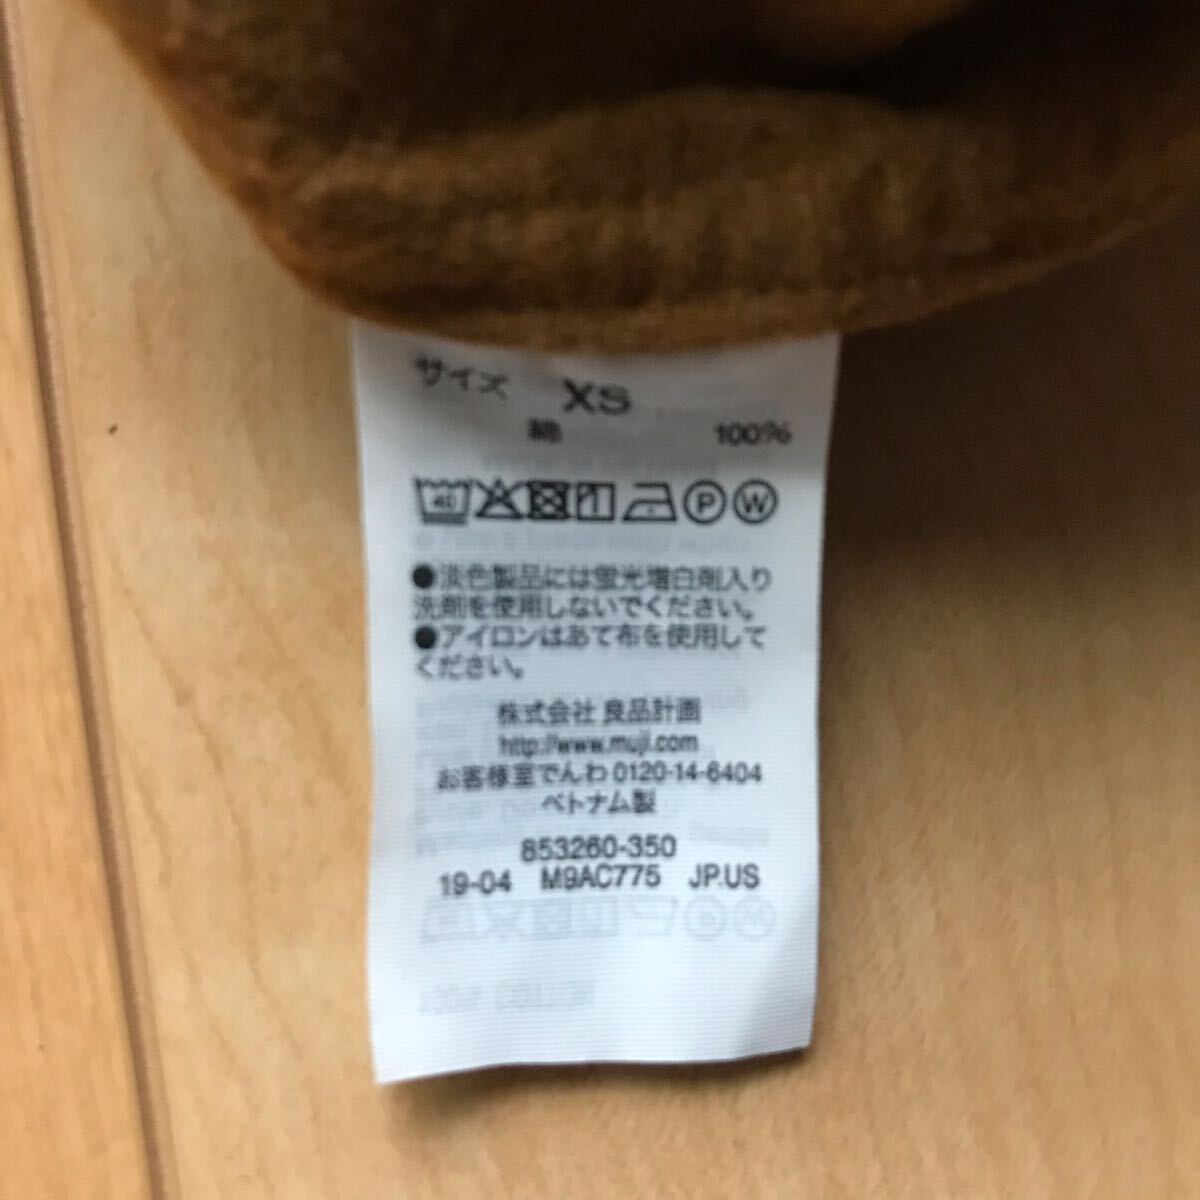 サイズ XS
綿 100%
40 P W
●淡色製品には蛍光増白剤入り
洗剤を使用しないでください。
●アイロンはあて布を使用して
ください。
株式会社 良品計画
http://www.muji.com
お客様室でんわ 0120-14-6404
ベトナム製
853260-350
19-04 M9AC775 JP.US